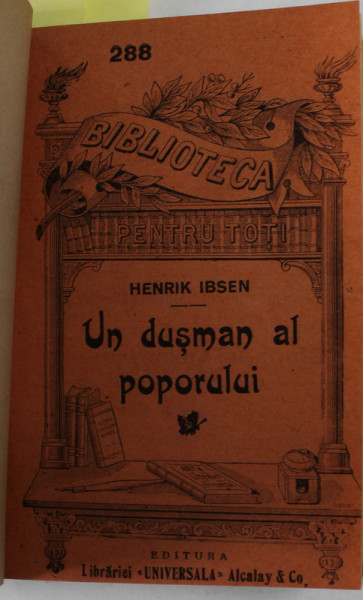 288
BIBLIOTECA
PENTRU TOȚI
HENRIK IBSEN
Un dușman al
poporului
EDITURA
Librăriei «UNIVERSALA» Alcalay & Co.